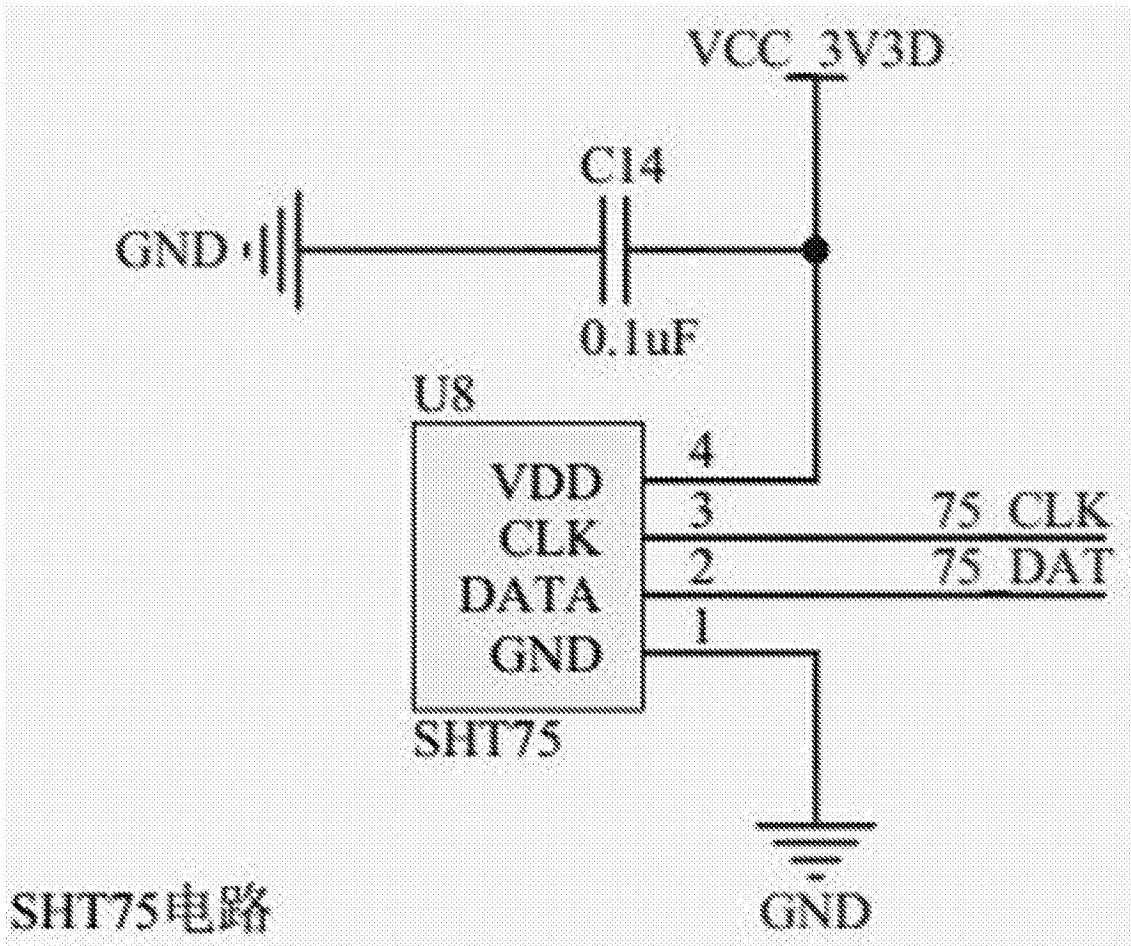 VCC_3V3D
C14
GND
0.1uF
U8
VDD 4
CLK 3 75_CLK
DATA 2 75_DAT
GND 1
SHT75
GND
SHT75电路